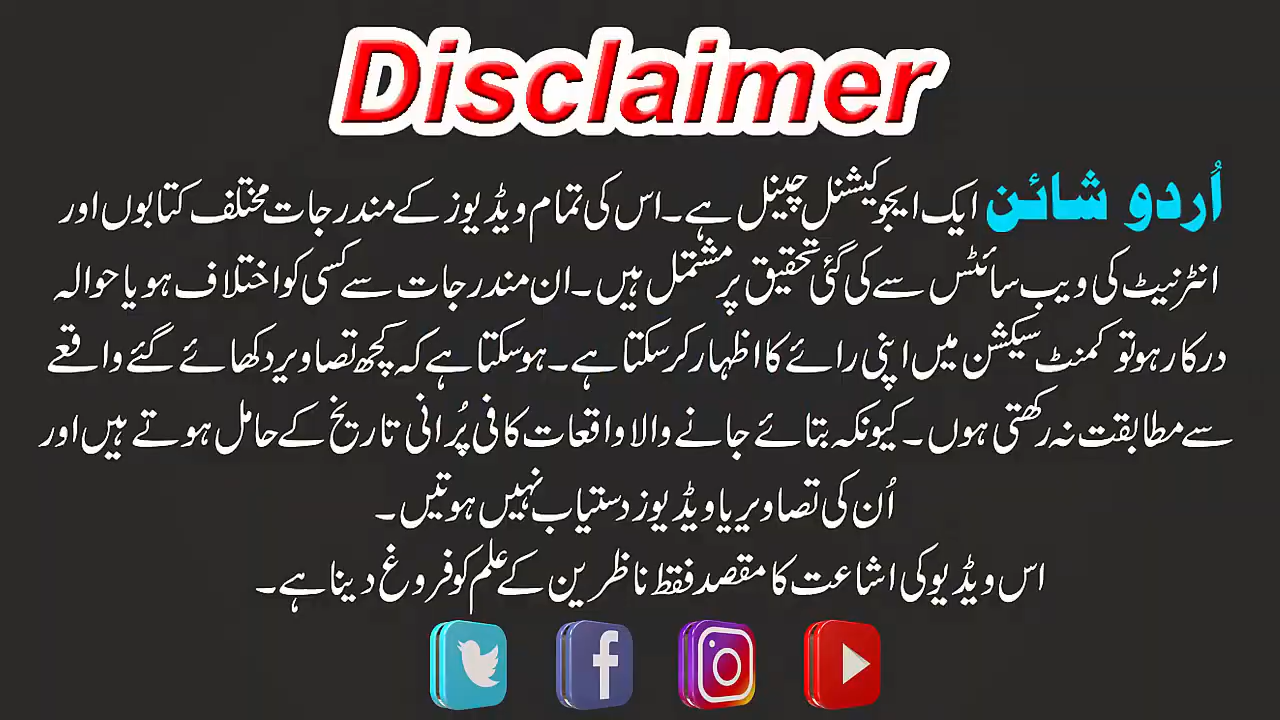 Disclaimer
اُردو شائن ایک ایجوکیشنل چینل ہے۔ اس کی تمام ویڈیوز کے مندرجات مختلف کتابوں اور
انٹرنیٹ کی ویب سائٹس سے کی گئی تحقیق پر مشتمل ہیں۔ ان مندرجات سے کسی کو اختلاف ہو یا حوالہ
درکار ہو تو کمنٹ سیکشن میں اپنی رائے کا اظہار کر سکتا ہے۔ ہو سکتا ہے کہ کچھ تصاویر دکھائے گئے واقعے
سے مطابقت نہ رکھتی ہوں۔ کیونکہ بتائے جانے والا واقعات کافی پُرانی تاریخ کے حامل ہوتے ہیں اور
اُن کی تصاویر یا ویڈیوز دستیاب نہیں ہوتیں۔
اس ویڈیو کی اشاعت کا مقصد فقط ناظرین کے علم کو فروغ دینا ہے۔